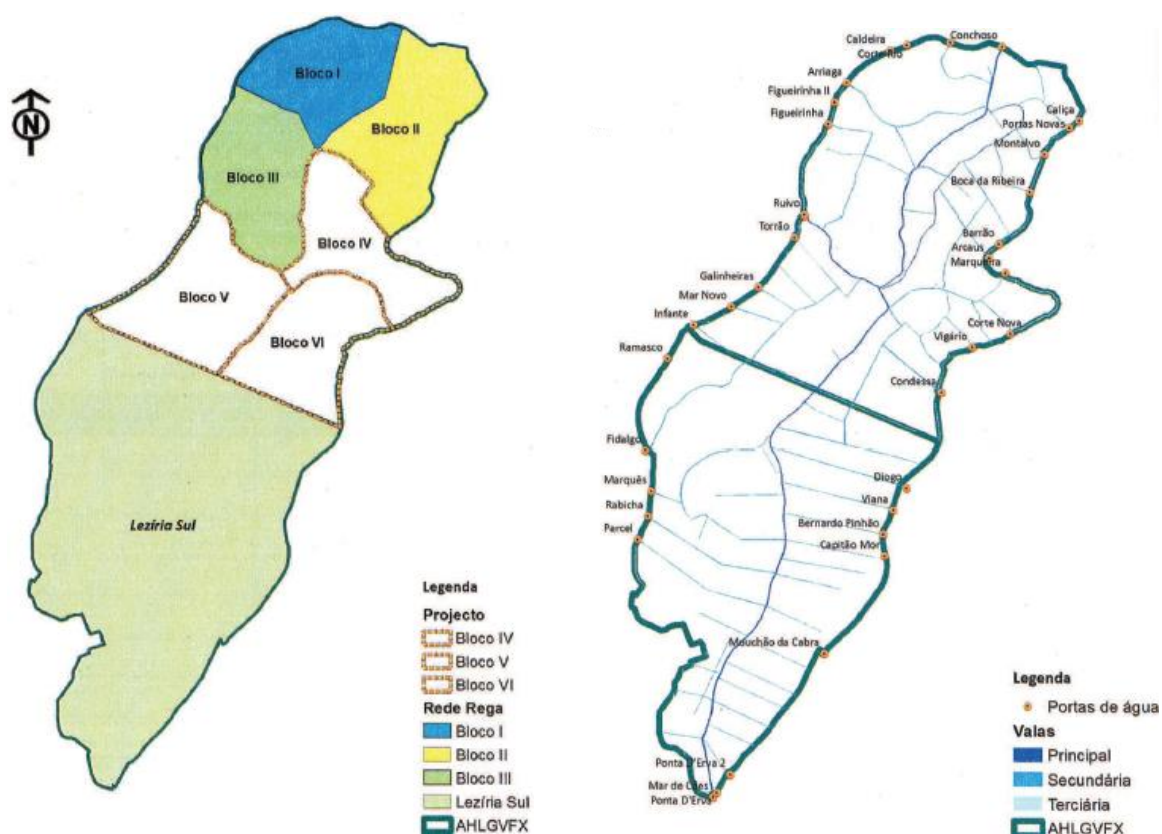 Bloco I
Bloco II
Bloco III
Bloco IV
Bloco V
Bloco VI
Lezíria Sul
N
Legenda
Projecto
Bloco IV
Bloco V
Bloco VI
Rede Rega
Bloco I
Bloco II
Bloco III
Lezíria Sul
AHLGVFX
Conchoso
Caldeira
Corte Rio
Arriaga
Figueirinha II
Figueirinha
Caliça
Portas Novas
Montalvo
Boca da Ribeira
Ruivo
Torrão
Barrão
Arcaus
Marqueira
Galinheiras
Mar Novo
Infante
Corte Nova
Vigário
Ramasco
Condessa
Fidalgo
Diogo
Marquês
Viana
Rabicha
Bernardo Pinhão
Parcel
Capitão Mor
Mouchão da Cabra
Ponta D'Erva 2
Mar de Cães
Ponta D'Erva
Legenda
Portas de água
Valas
Principal
Secundária
Terciária
AHLGVFX